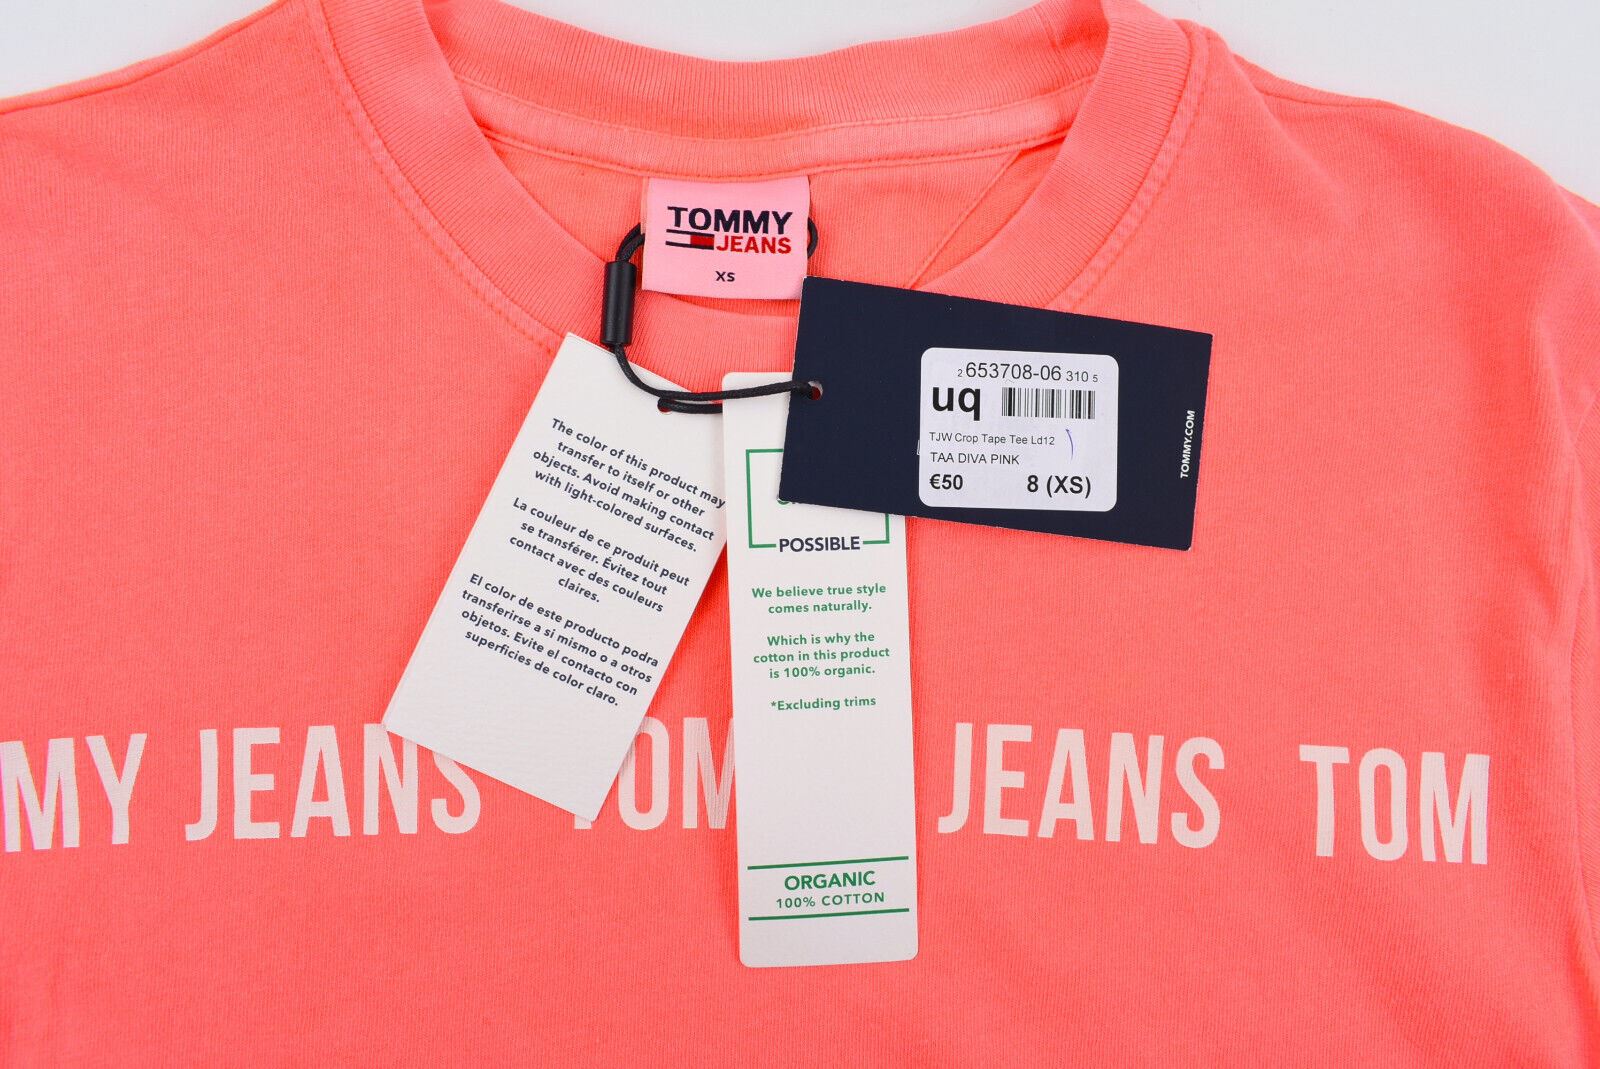 TOMMY
JEANS
XS
2 653708-06 310 5
uq
TJW Crop Tape Tee Ld12
TAA DIVA PINK
€50 8 (XS)
TOMMY.COM
The color of this product may
transfer to itself or other
objects. Avoid making contact
with light-colored surfaces.
La couleur de ce produit peut
se transférer. Évitez tout
contact avec des couleurs
claires.
El color de este producto podra
transferirse a si mismo o a otros
objetos. Evite el contacto con
superficies de color claro.
POSSIBLE
We believe true style
comes naturally.
Which is why the
cotton in this product
is 100% organic.
*Excluding trims
ORGANIC
100% COTTON
MY JEANS TOM JEANS TOM